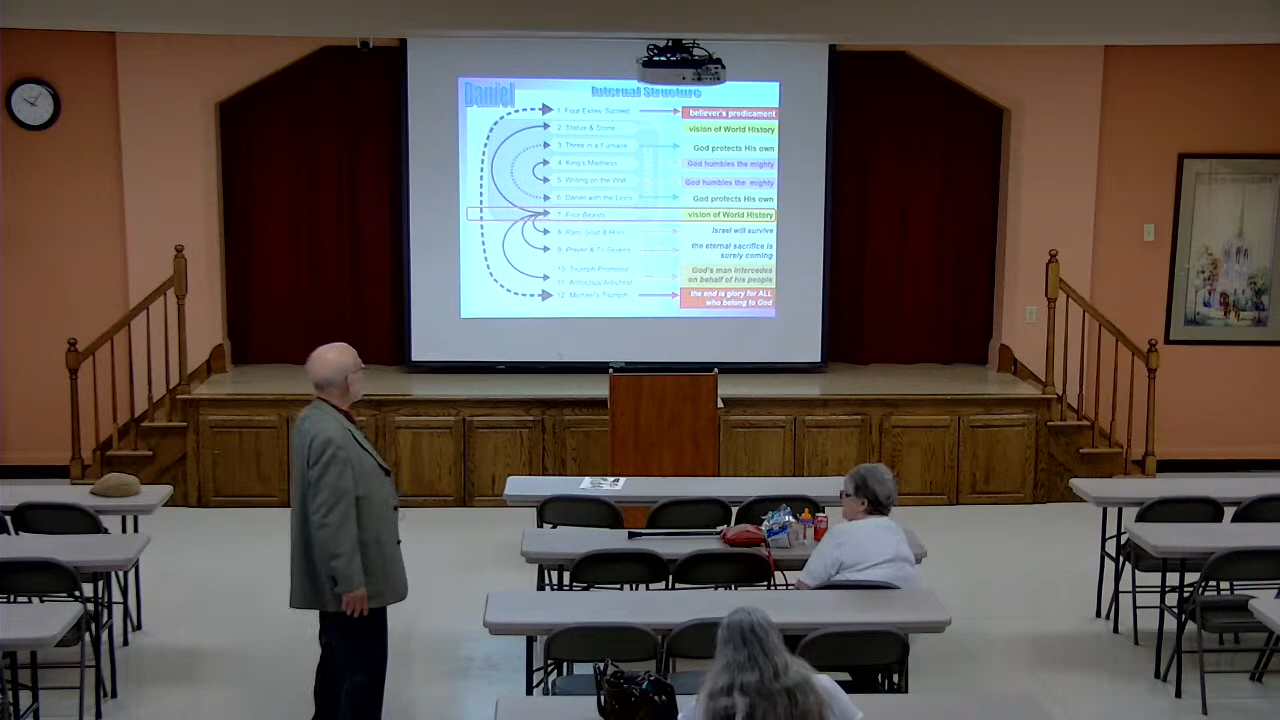 Daniel
Internal Structure
1. Four Exiles Succeed
believer's predicament
2. Statue & Stone
vision of World History
3. Three in a Furnace
God protects His own
4. King's Madness
God humbles the mighty
5. Writing on the Wall
God humbles the mighty
6. Daniel with the Lions
God protects His own
7. Four Beasts
vision of World History
8. Ram, Goat & Horn
Israel will survive
9. Prayer &
the eternal sacrifice is
surely coming
10. Triumph Promised
11. Antiochus Antichrist
God's man intercedes
on behalf of his people
12. Michael's Triumph
the end is glory for ALL
who belong to God